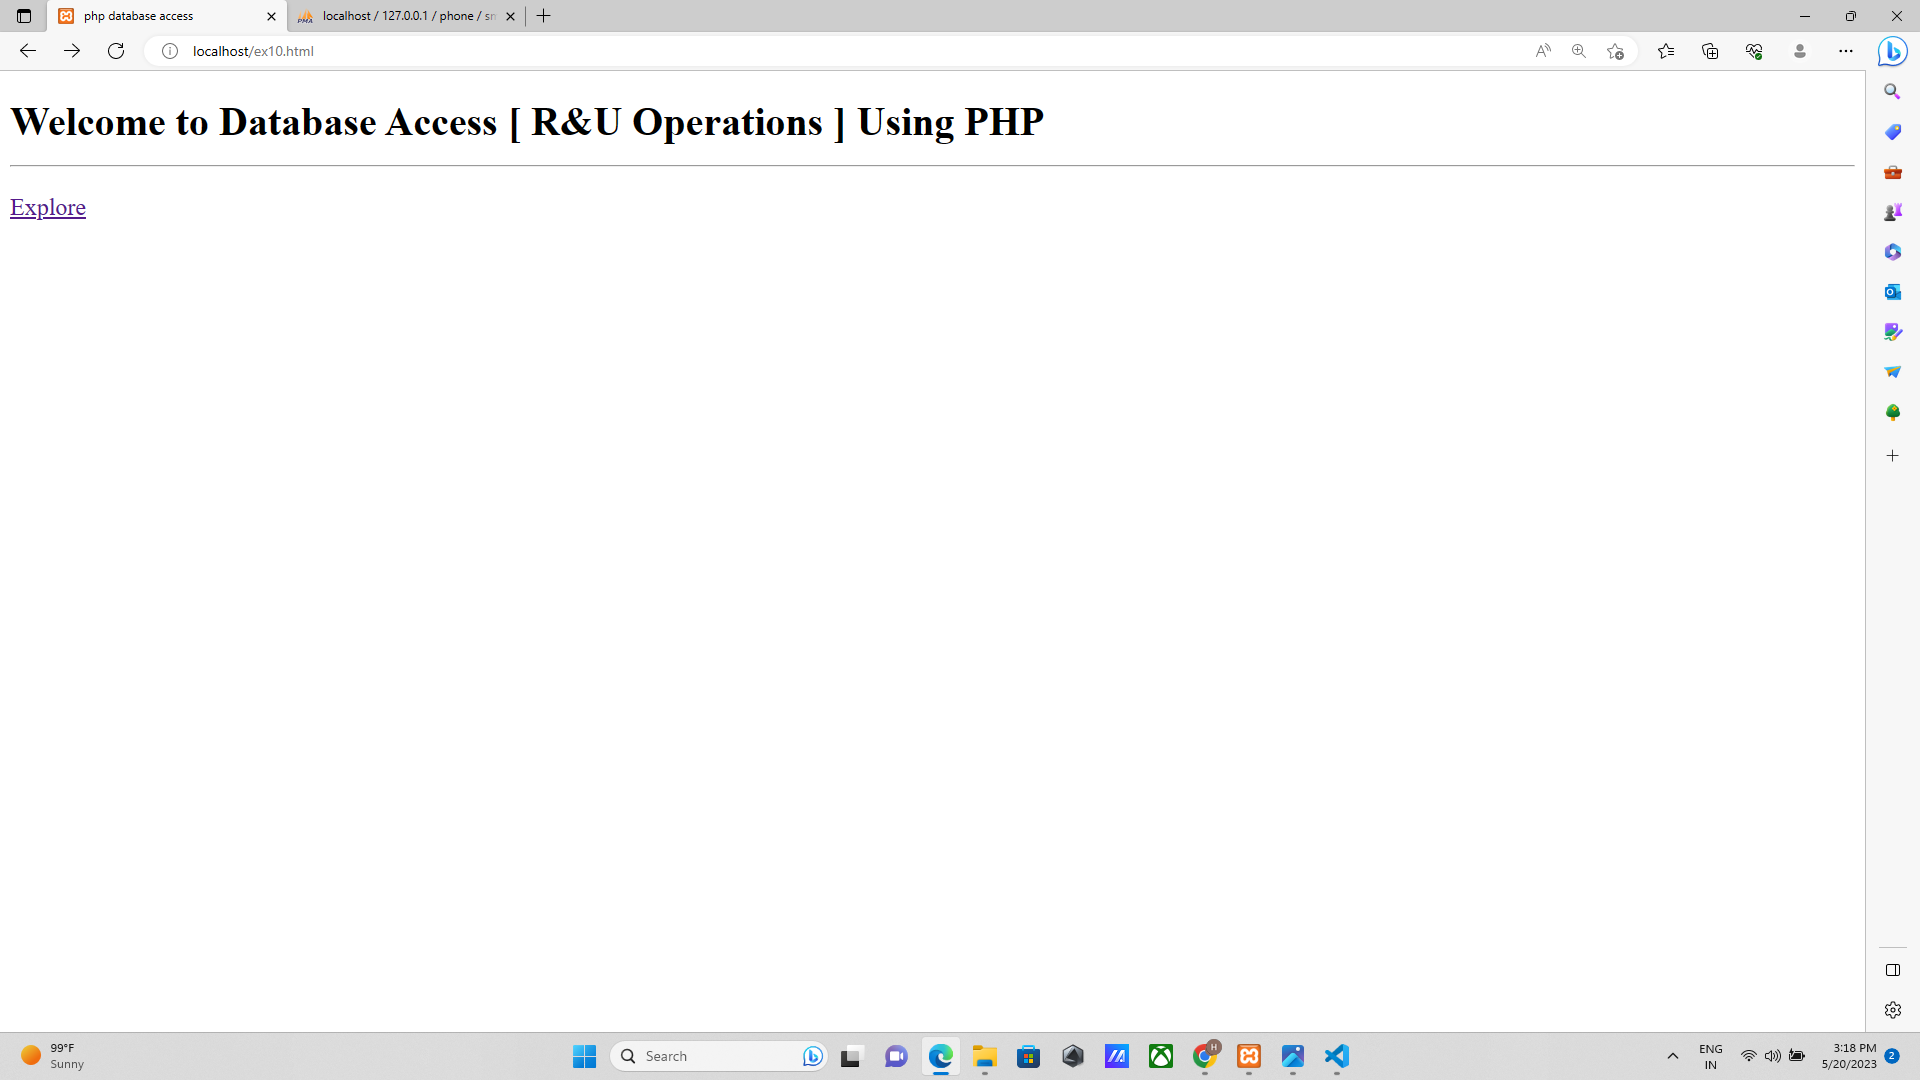 php database access
localhost / 127.0.0.1 / phone / sm
localhost/ex10.html
Welcome to Database Access [ R&U Operations ] Using PHP
Explore
99°F
Sunny
Search
H
ENG
IN
3:18 PM
5/20/2023
2